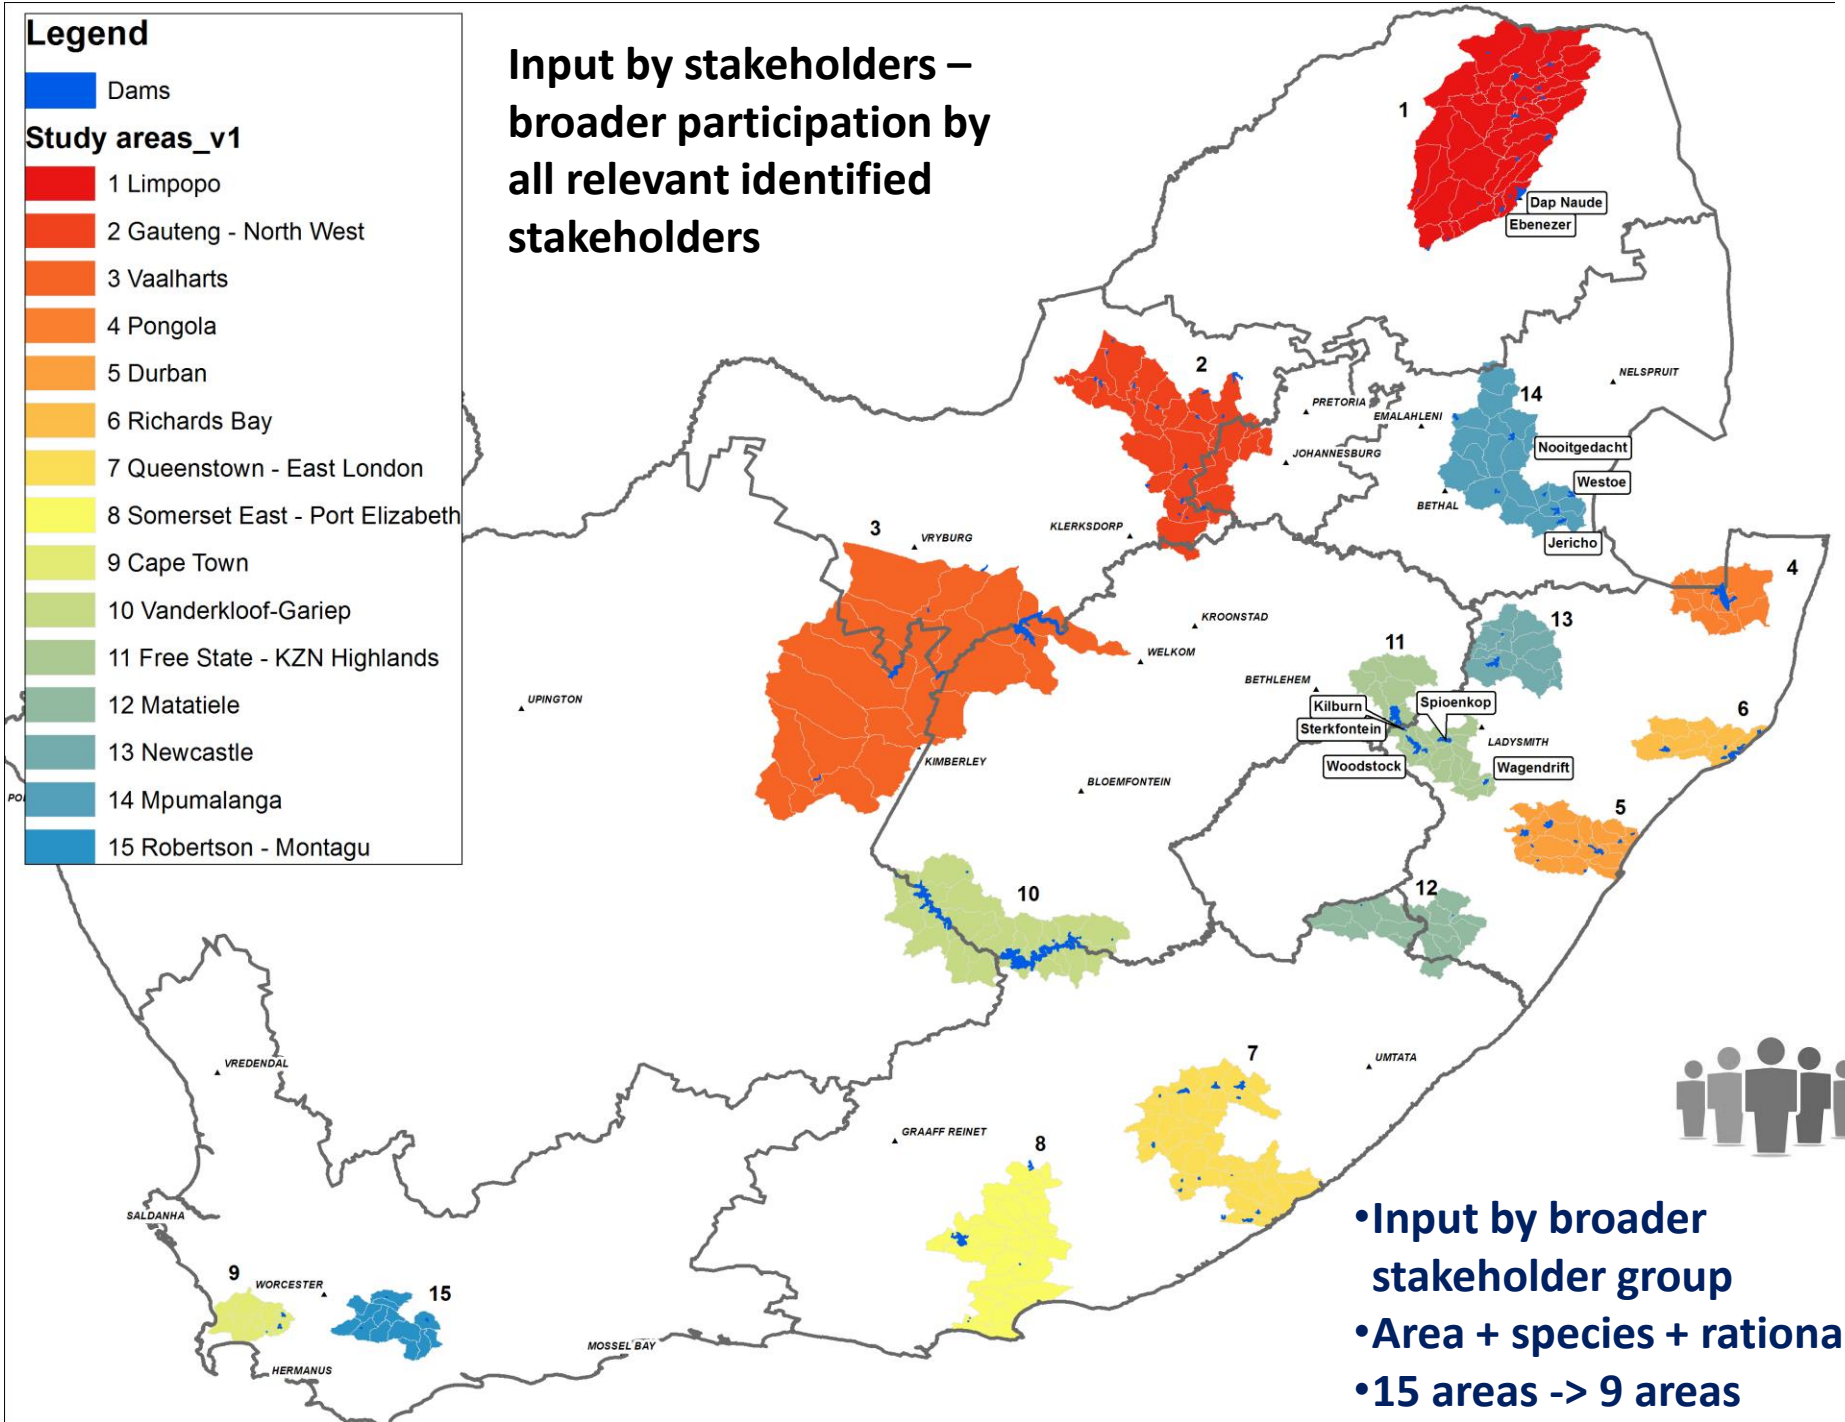 Legend
Dams
Study areas_v1
1 Limpopo
2 Gauteng - North West
3 Vaalharts
4 Pongola
5 Durban
6 Richards Bay
7 Queenstown - East London
8 Somerset East - Port Elizabeth
9 Cape Town
10 Vanderkloof-Gariep
11 Free State - KZN Highlands
12 Matatiele
13 Newcastle
14 Mpumalanga
15 Robertson - Montagu
Input by stakeholders –
broader participation by
all relevant identified
stakeholders
1
Dap Naude
Ebenezer
2
PRETORIA
JOHANNESBURG
EMALAHLENI
NELSPRUIT
14
Nooitgedacht
Westoe
BETHAL
Jericho
KLERKSDORP
3
VRYBURG
4
13
KROONSTAD
WELKOM
11
BETHLEHEM
Kilburn
Spioenkop
Sterkfontein
LADYSMITH
Woodstock
Wagendrift
6
UPINGTON
KIMBERLEY
BLOEMFONTEIN
5
10
12
VREDENDAL
7
UMTATA
GRAAFF REINET
8
SALDANHA
9
WORCESTER
15
HERMANUS
MOSSEL BAY
•Input by broader
stakeholder group
•Area + species + rationa
•15 areas -> 9 areas